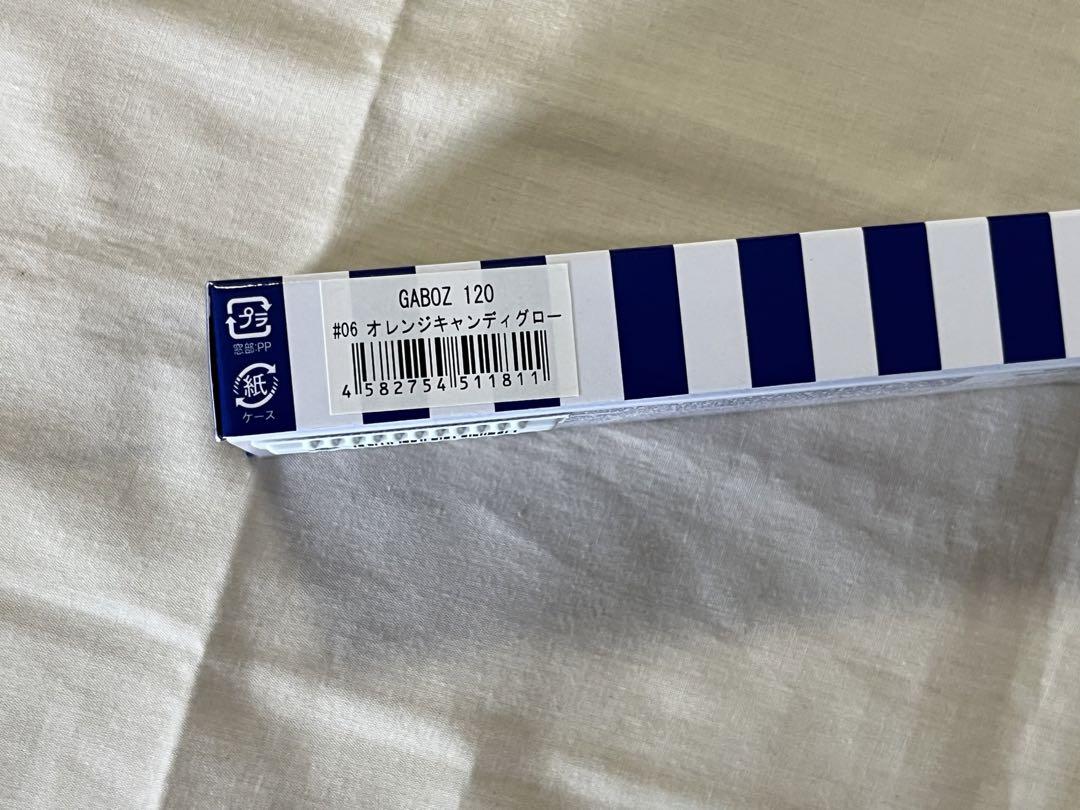 プラ
窓部:PP
紙
ケース
GABOZ 120
#06 オレンジキャンディグロー
4 582754 511811